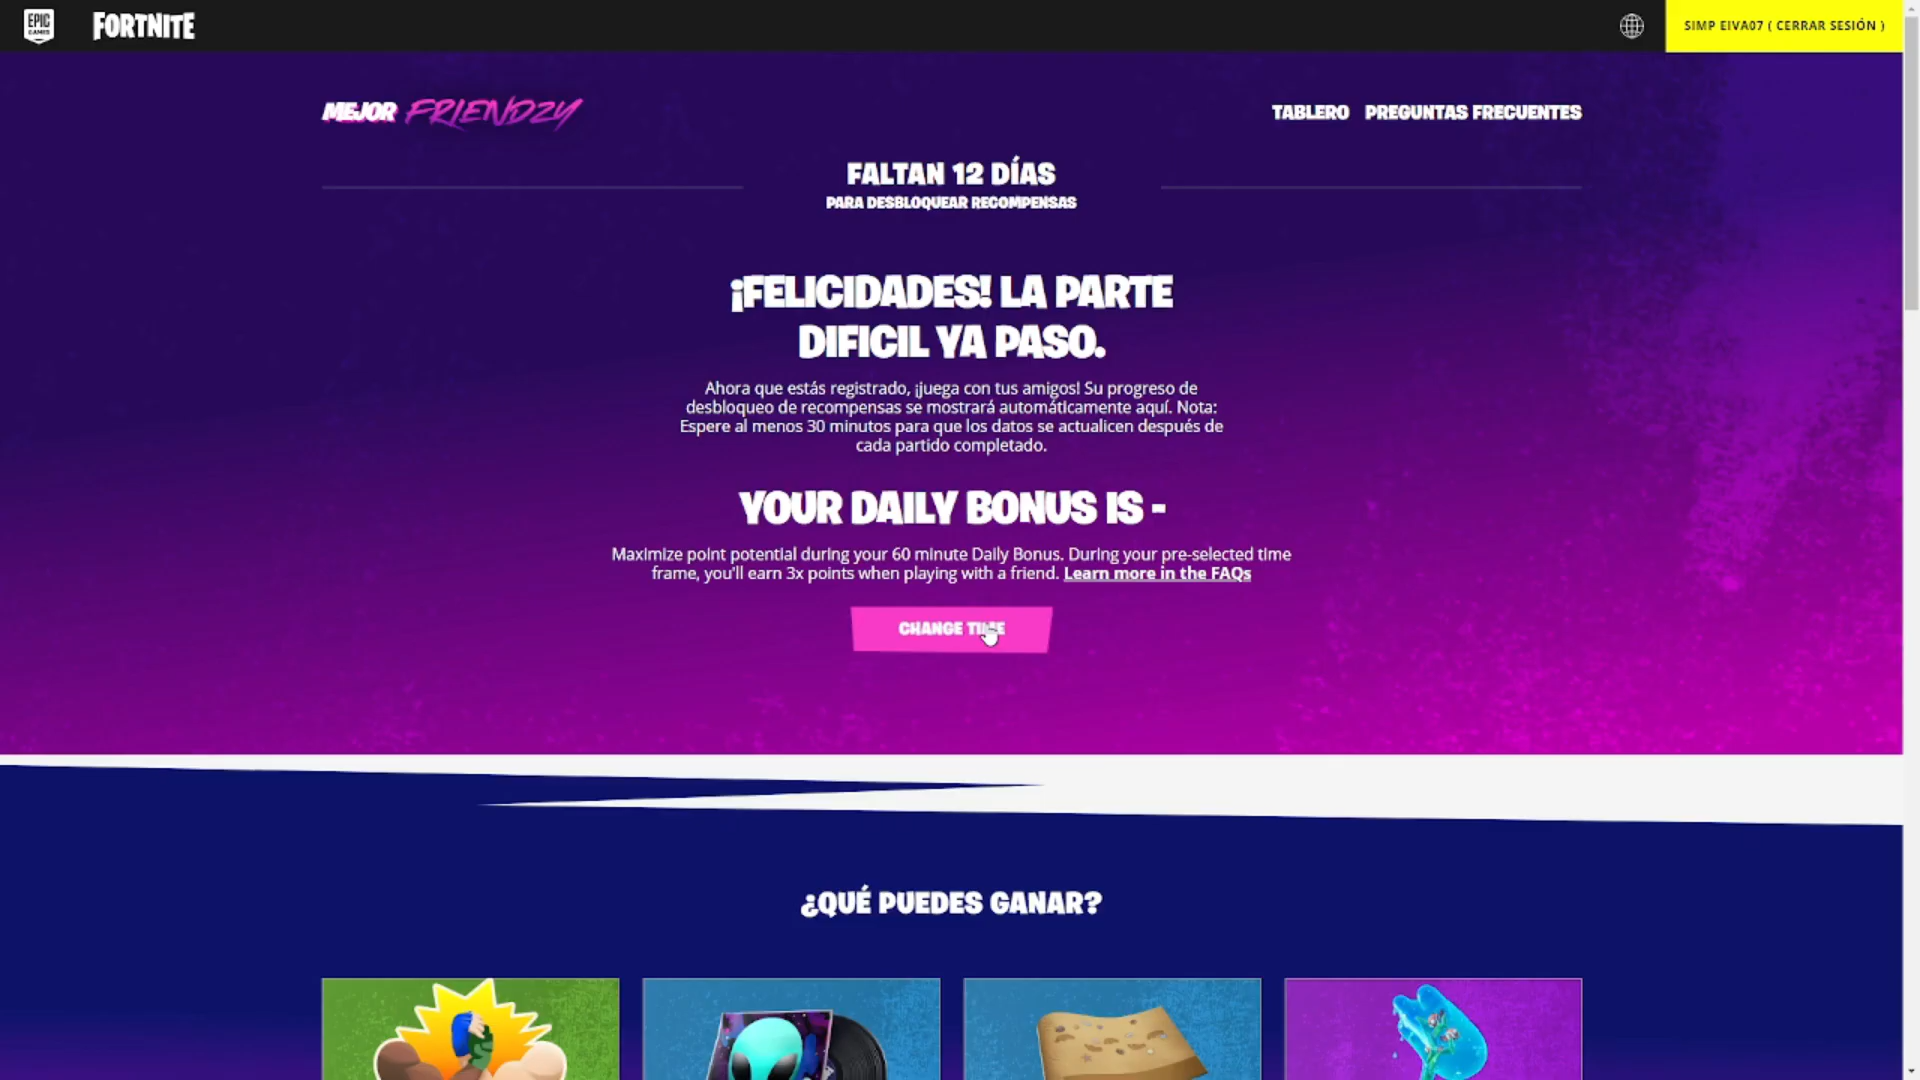 EPIC GAMES
FORTNITE
SIMP EIVA07 ( CERRAR SESIÓN )
MEJOR FRIENDZY
TABLERO PREGUNTAS FRECUENTES
FALTAN 12 DÍAS
PARA DESBLOQUEAR RECOMPENSAS
¡FELICIDADES! LA PARTE
DIFICIL YA PASO.
Ahora que estás registrado, ¡juega con tus amigos! Su progreso de
desbloqueo de recompensas se mostrará automáticamente aquí. Nota:
Espere al menos 30 minutos para que los datos se actualicen después de
cada partido completado.
YOUR DAILY BONUS IS -
Maximize point potential during your 60 minute Daily Bonus. During your pre-selected time
frame, you'll earn 3x points when playing with a friend. Learn more in the FAQs
CHANGE TIME
¿QUÉ PUEDES GANAR?